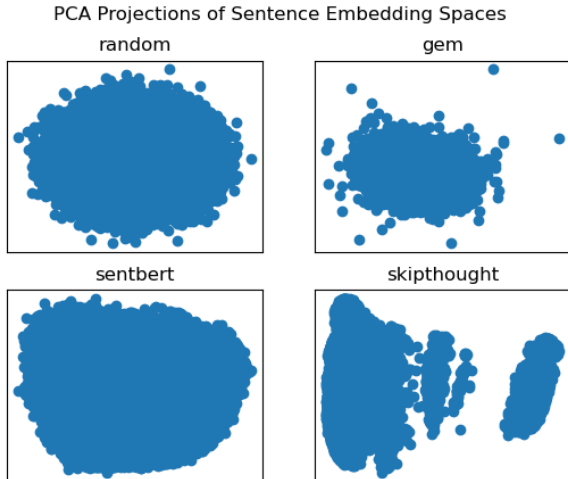 PCA Projections of Sentence Embedding Spaces
random
gem
sentbert
skipthought